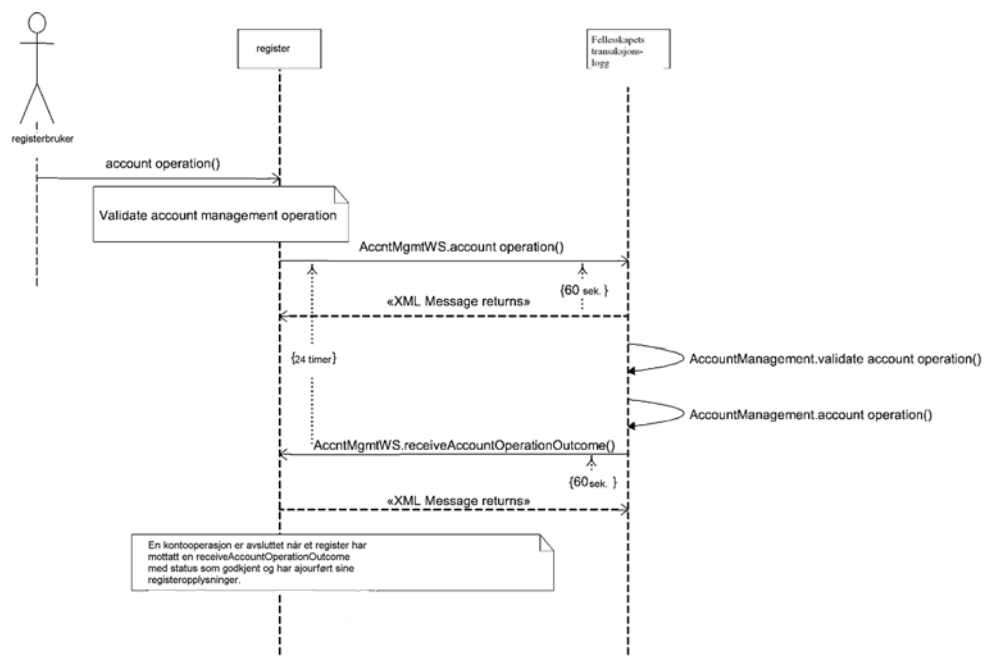 register
Fellesskapets
transaksjons-
logg
registerbruker
account operation()
Validate account management operation
AccntMgmtWS.account operation()
{60 sek. }
«XML Message returns»
{24 timer}
AccountManagement.validate account operation()
AccountManagement.account operation()
AccntMgmtWS.receiveAccountOperationOutcome()
{60sek. }
«XML Message returns»
En kontooperasjon er avsluttet når et register har
mottatt en receiveAccountOperationOutcome
med status som godkjent og har ajourført sine
registeropplysninger.